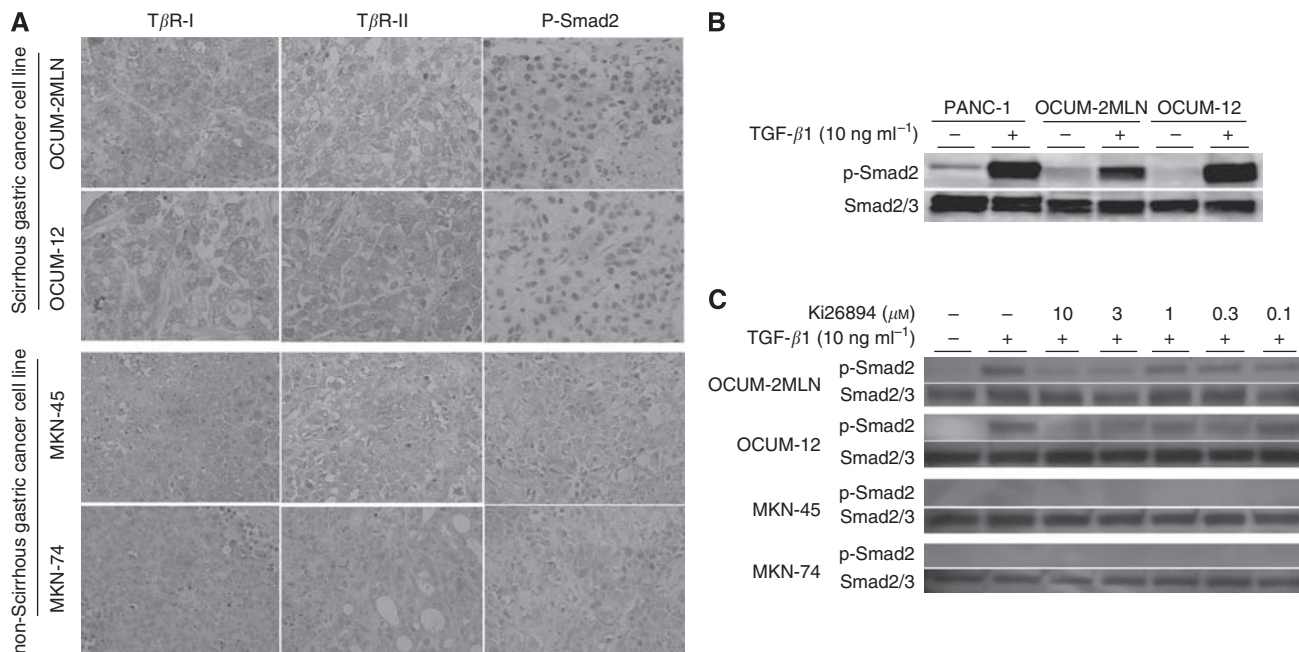 A
TβR-I TβR-II P-Smad2
Scirrhous gastric cancer cell line
OCUM-2MLN
OCUM-12
non-Scirrhous gastric cancer cell line
MKN-45
MKN-74
B
PANC-1 OCUM-2MLN OCUM-12
TGF-β1 (10 ng ml⁻¹) – + – + – +
p-Smad2
Smad2/3
C
Ki26894 (μM) – – 10 3 1 0.3 0.1
TGF-β1 (10 ng ml⁻¹) – + + + + + +
OCUM-2MLN
p-Smad2
Smad2/3
OCUM-12
p-Smad2
Smad2/3
MKN-45
p-Smad2
Smad2/3
MKN-74
p-Smad2
Smad2/3